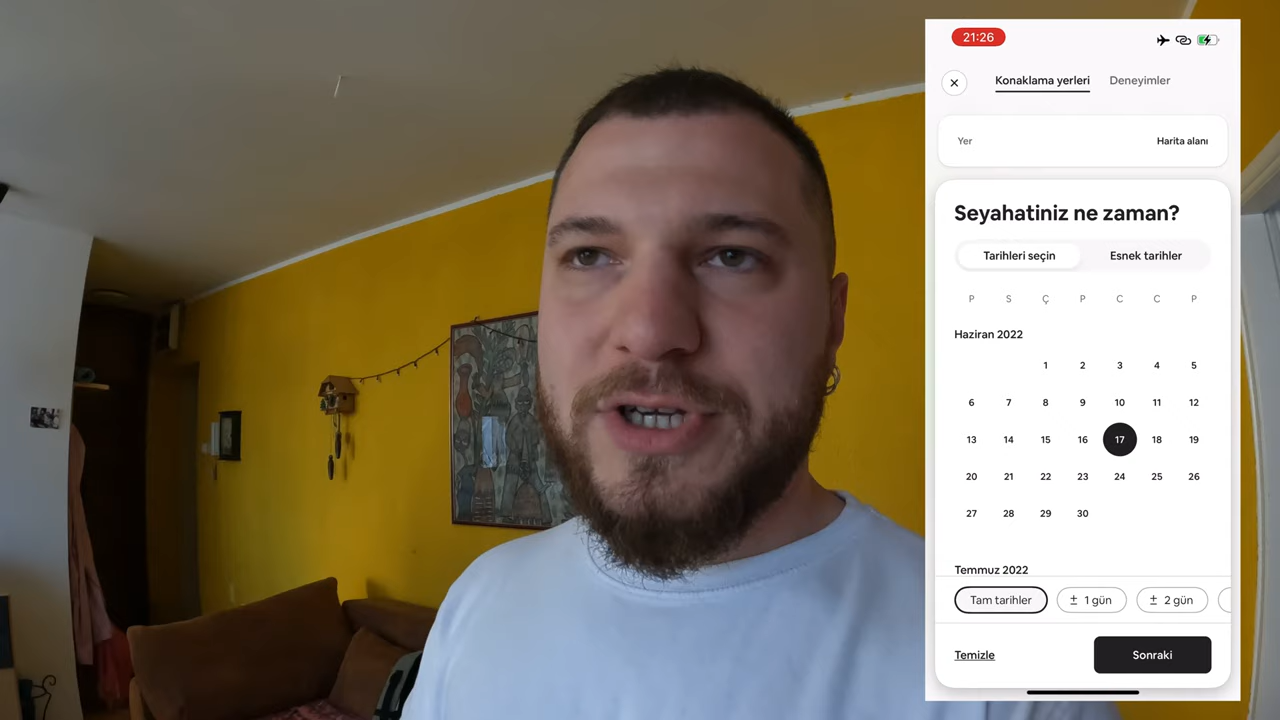 21:26
Konaklama yerleri Deneyimler
Yer Harita alanı
Seyahatiniz ne zaman?
Tarihleri seçin Esnek tarihler
P S Ç P C C P
Haziran 2022
1 2 3 4 5
6 7 8 9 10 11 12
13 14 15 16 17 18 19
20 21 22 23 24 25 26
27 28 29 30
Temmuz 2022
Tam tarihler ± 1 gün ± 2 gün
Temizle Sonraki